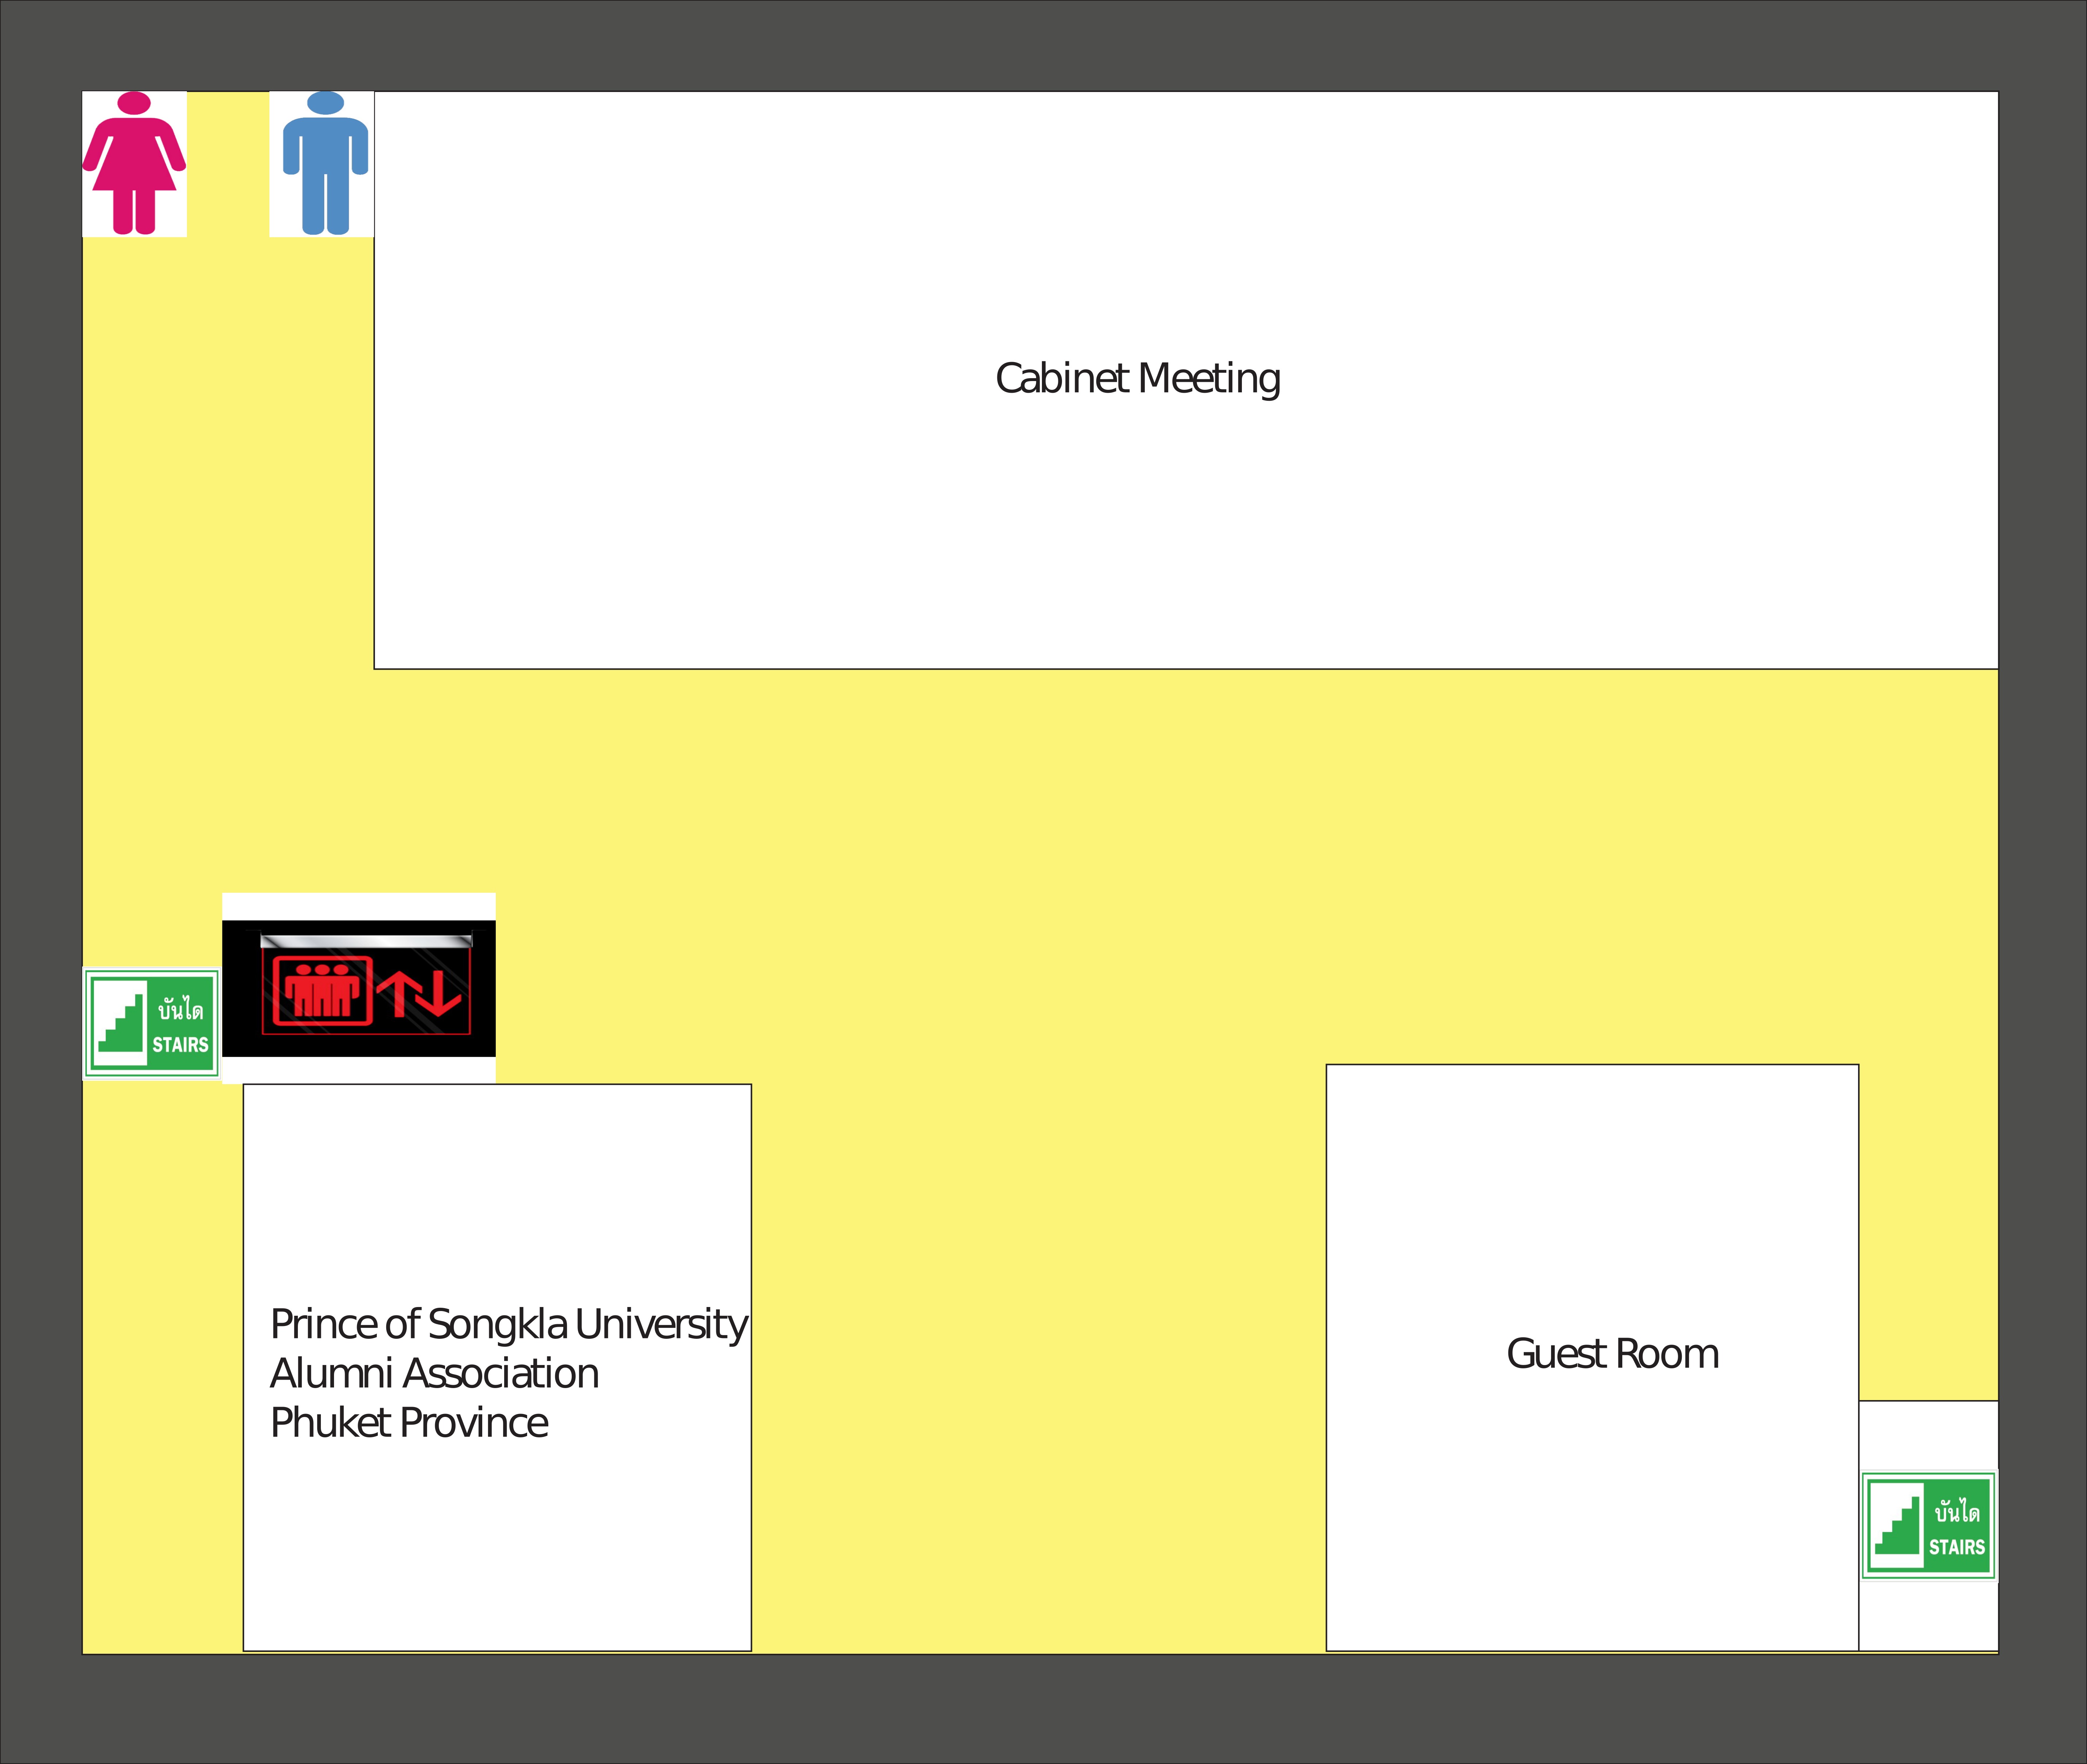 Cabinet Meeting
บันได
STAIRS
Prince of Songkla University
Alumni Association
Phuket Province
Guest Room
บันได
STAIRS